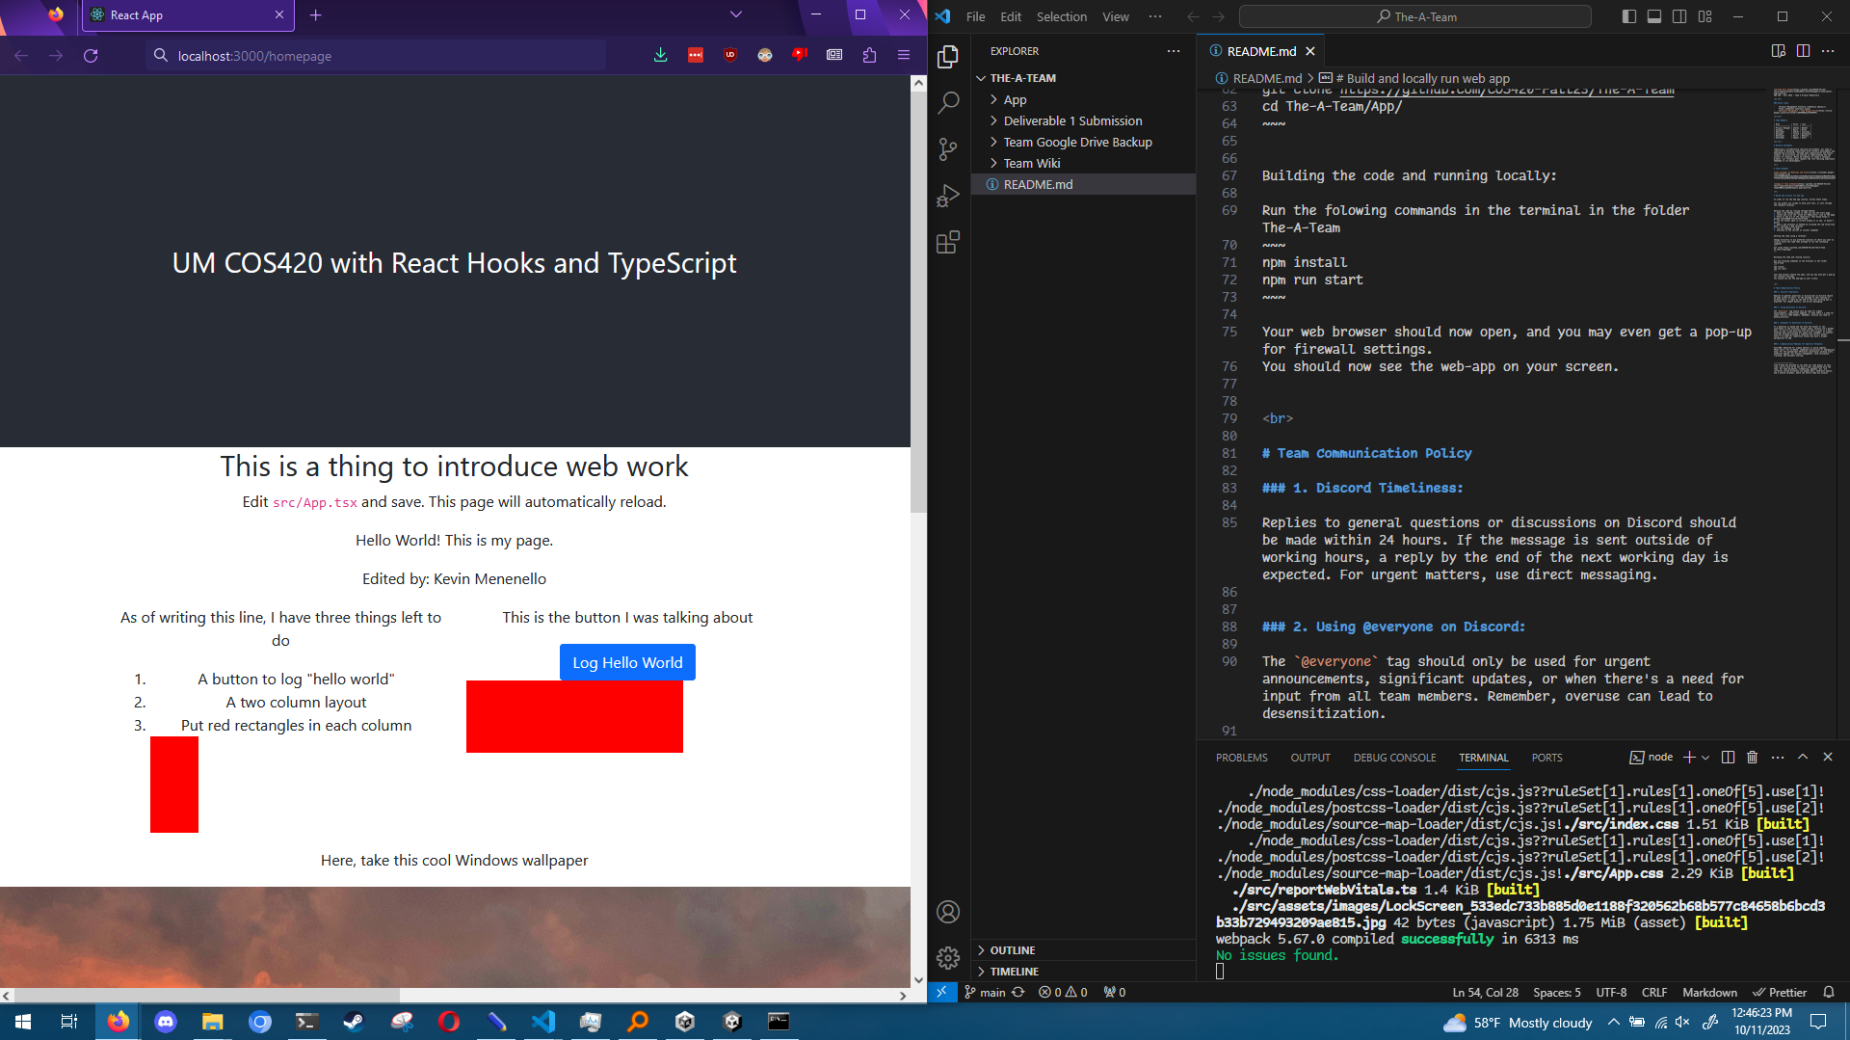 React App
localhost:3000/homepage
UM COS420 with React Hooks and TypeScript
This is a thing to introduce web work
Edit src/App.tsx and save. This page will automatically reload.
Hello World! This is my page.
Edited by: Kevin Menenello
As of writing this line, I have three things left to
do
1. A button to log "hello world"
2. A two column layout
3. Put red rectangles in each column
This is the button I was talking about
Log Hello World
Here, take this cool Windows wallpaper
File Edit Selection View ···
The-A-Team
EXPLORER
THE-A-TEAM
App
Deliverable 1 Submission
Team Google Drive Backup
Team Wiki
README.md
OUTLINE
TIMELINE
README.md
README.md > # Build and locally run web app
62 git clone https://github.com/COS420-Fall23/The-A-Team
63 cd The-A-Team/App/
64 ~~~
65
66
67 Building the code and running locally:
68
69 Run the folowing commands in the terminal in the folder
The-A-Team
70 ~~~
71 npm install
72 npm run start
73 ~~~
74
75 Your web browser should now open, and you may even get a pop-up
for firewall settings.
76 You should now see the web-app on your screen.
77
78
79 <br>
80
81 # Team Communication Policy
82
83 ### 1. Discord Timeliness:
84
85 Replies to general questions or discussions on Discord should
be made within 24 hours. If the message is sent outside of
working hours, a reply by the end of the next working day is
expected. For urgent matters, use direct messaging.
86
87
88 ### 2. Using @everyone on Discord:
89
90 The `@everyone` tag should only be used for urgent
announcements, significant updates, or when there's a need for
input from all team members. Remember, overuse can lead to
desensitization.
91
PROBLEMS OUTPUT DEBUG CONSOLE TERMINAL PORTS node
./node_modules/css-loader/dist/cjs.js??ruleSet[1].rules[1].oneOf[5].use[1]!
./node_modules/postcss-loader/dist/cjs.js??ruleSet[1].rules[1].oneOf[5].use[2]!
./node_modules/source-map-loader/dist/cjs.js!./src/index.css 1.51 KiB [built]
./node_modules/css-loader/dist/cjs.js??ruleSet[1].rules[1].oneOf[5].use[1]!
./node_modules/postcss-loader/dist/cjs.js??ruleSet[1].rules[1].oneOf[5].use[2]!
./node_modules/source-map-loader/dist/cjs.js!./src/App.css 2.29 KiB [built]
./src/reportWebVitals.ts 1.4 KiB [built]
./src/assets/images/LockScreen_533edc733b885d0e1188f320562b68b577c84658b6bcd3
b33b729493209ae815.jpg 42 bytes (javascript) 1.75 MiB (asset) [built]
webpack 5.67.0 compiled successfully in 6313 ms
No issues found.
main 0 0 0 Ln 54, Col 28 Spaces: 5 UTF-8 CRLF Markdown Prettier
58°F Mostly cloudy
12:46:23 PM
10/11/2023